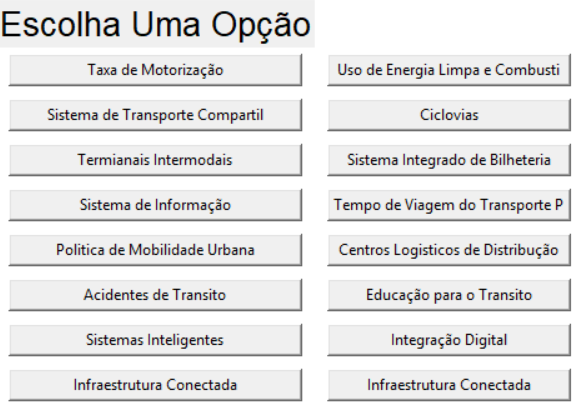 Escolha Uma Opção
Taxa de Motorização
Uso de Energia Limpa e Combusti
Sistema de Transporte Compartil
Ciclovias
Termianais Intermodais
Sistema Integrado de Bilheteria
Sistema de Informação
Tempo de Viagem do Transporte P
Politica de Mobilidade Urbana
Centros Logisticos de Distribução
Acidentes de Transito
Educação para o Transito
Sistemas Inteligentes
Integração Digital
Infraestrutura Conectada
Infraestrutura Conectada